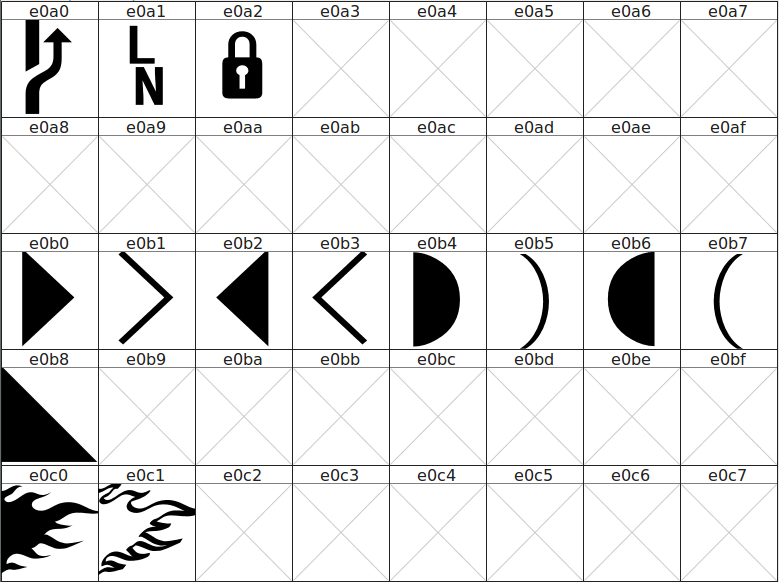 e0a0 e0a1 e0a2 e0a3 e0a4 e0a5 e0a6 e0a7
L
N
e0a8 e0a9 e0aa e0ab e0ac e0ad e0ae e0af
e0b0 e0b1 e0b2 e0b3 e0b4 e0b5 e0b6 e0b7
e0b8 e0b9 e0ba e0bb e0bc e0bd e0be e0bf
e0c0 e0c1 e0c2 e0c3 e0c4 e0c5 e0c6 e0c7